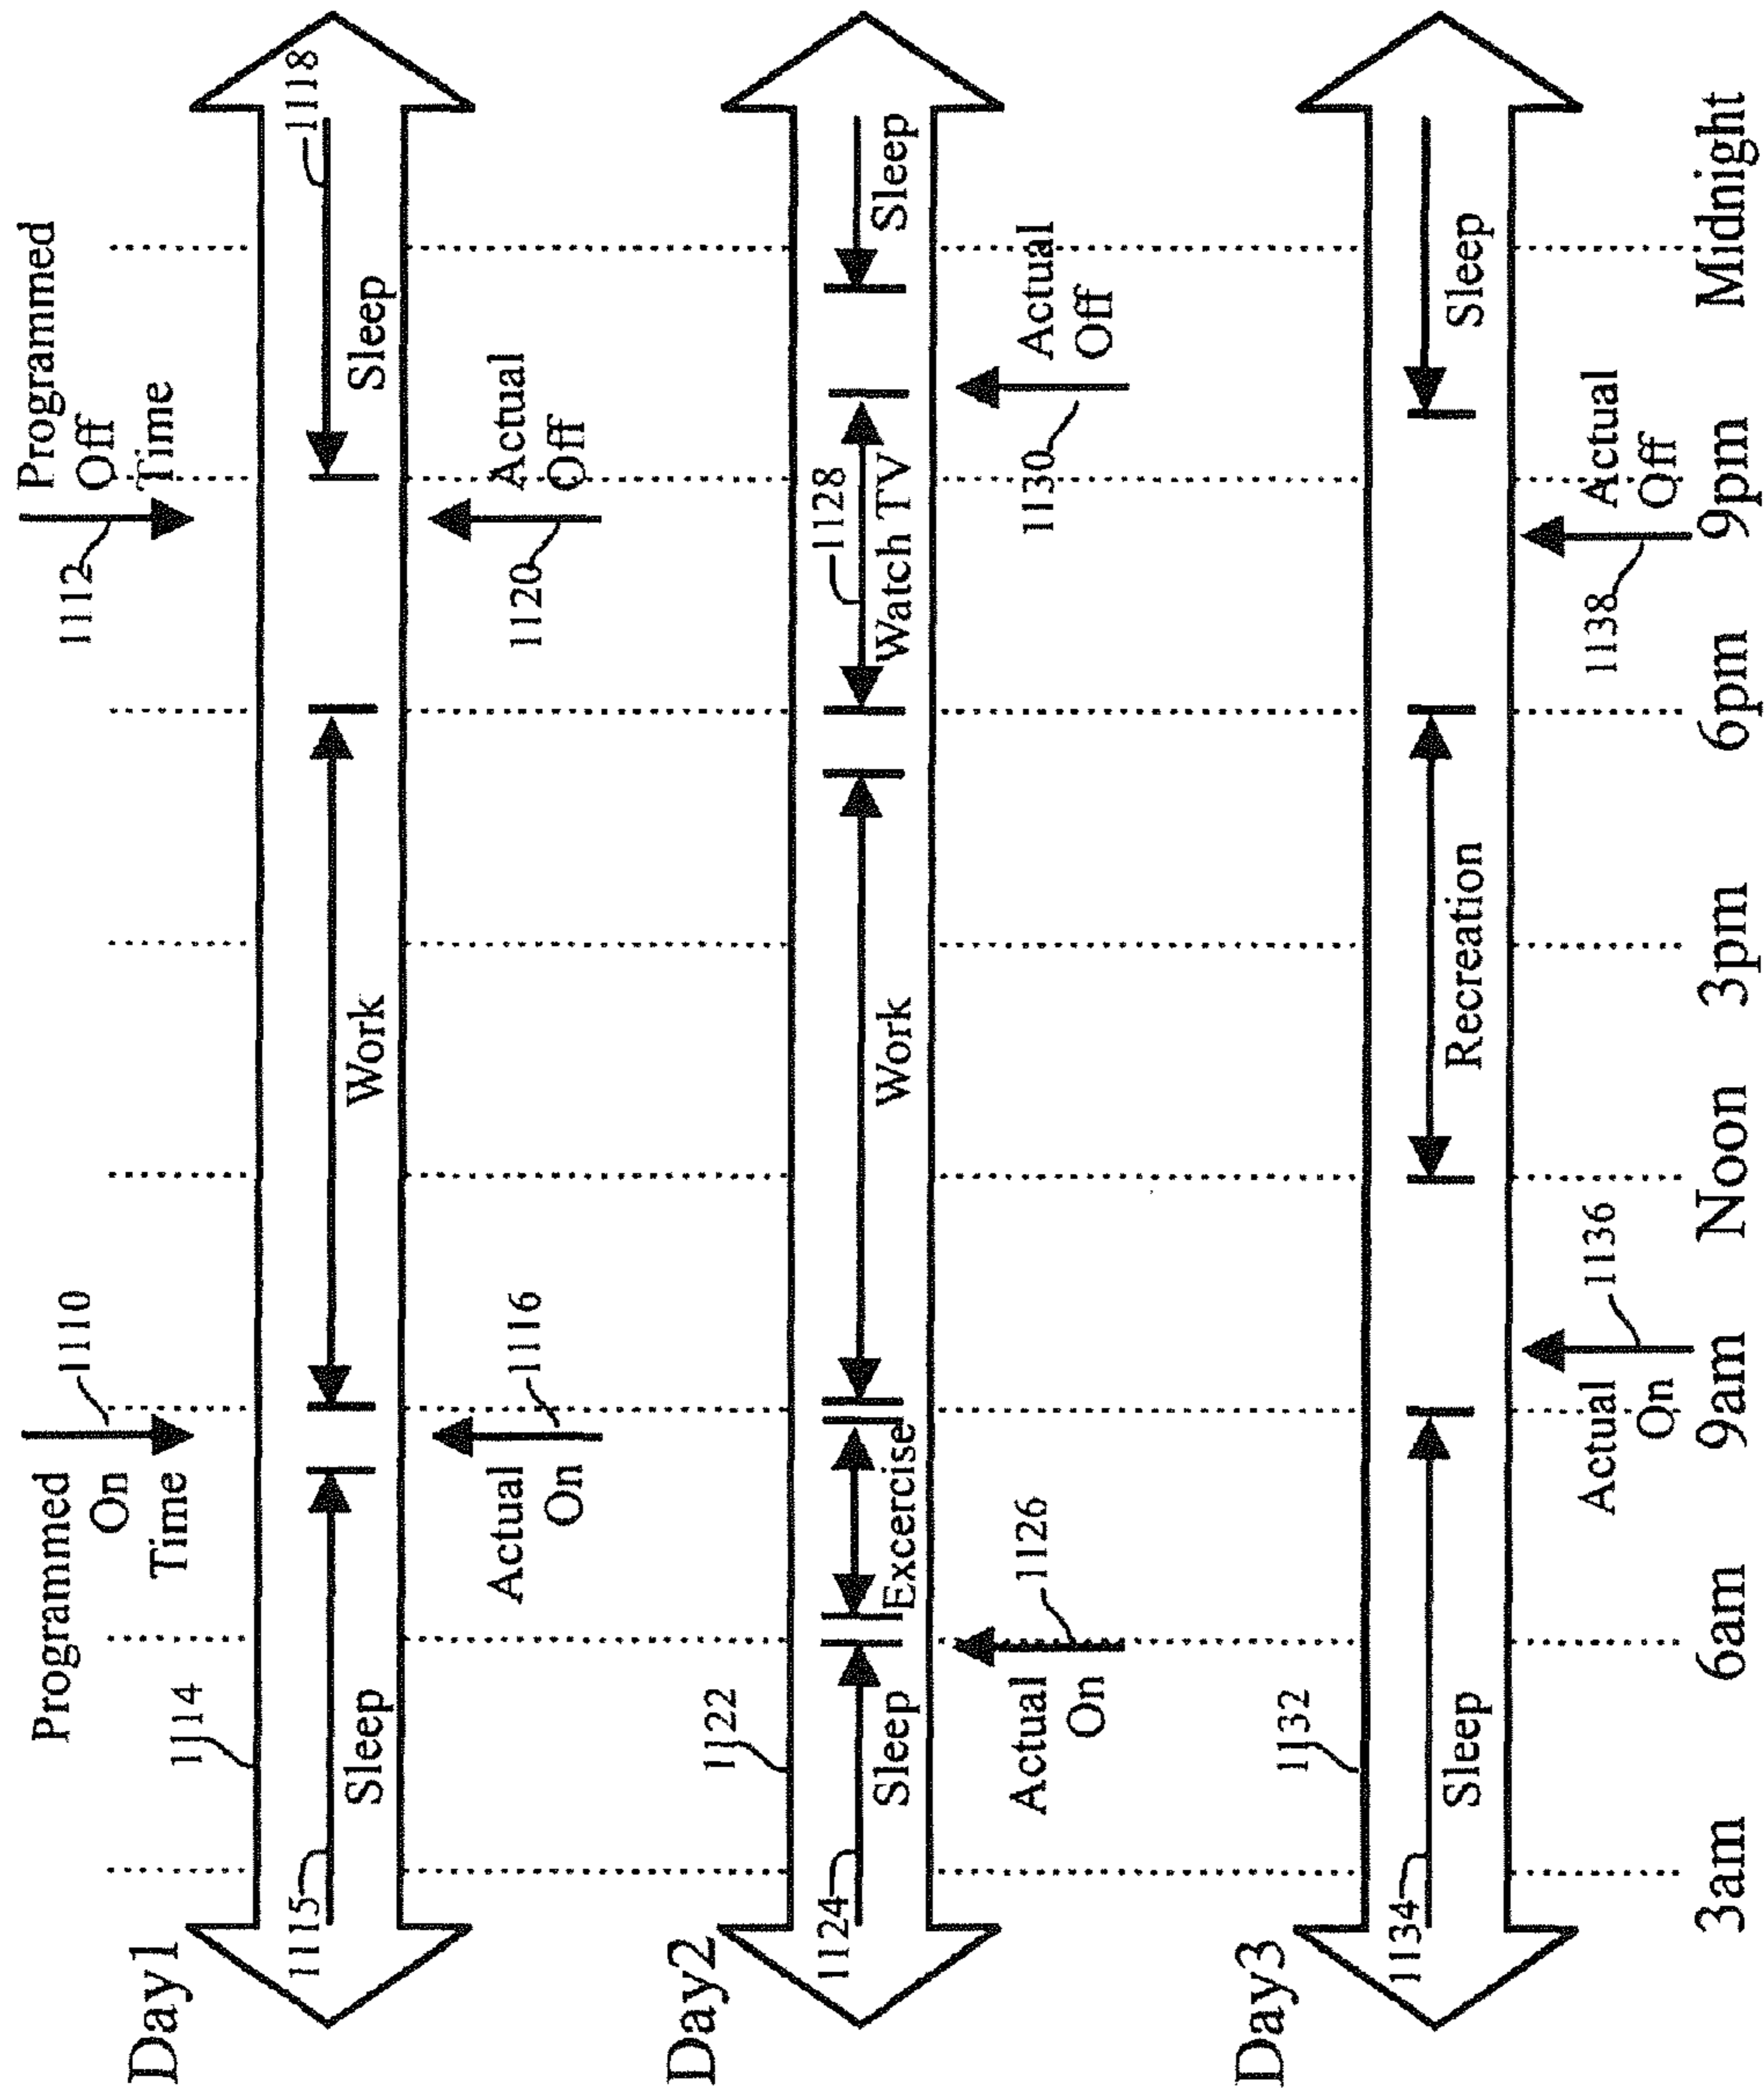 Programmed
On
Time
1110
Programmed
Off
Time
1112
Day1
1114
1115
Sleep
Work
Sleep
1118
Actual
On
1116
Actual
Off
1120
Day2
1122
1124
Sleep
Excercise
Work
Watch TV
1128
Sleep
Actual
On
1126
Actual
Off
1130
Day3
1132
1134
Sleep
Recreation
Sleep
Actual
On
1136
Actual
Off
1138
3am 6am 9am Noon 3pm 6pm 9pm Midnight